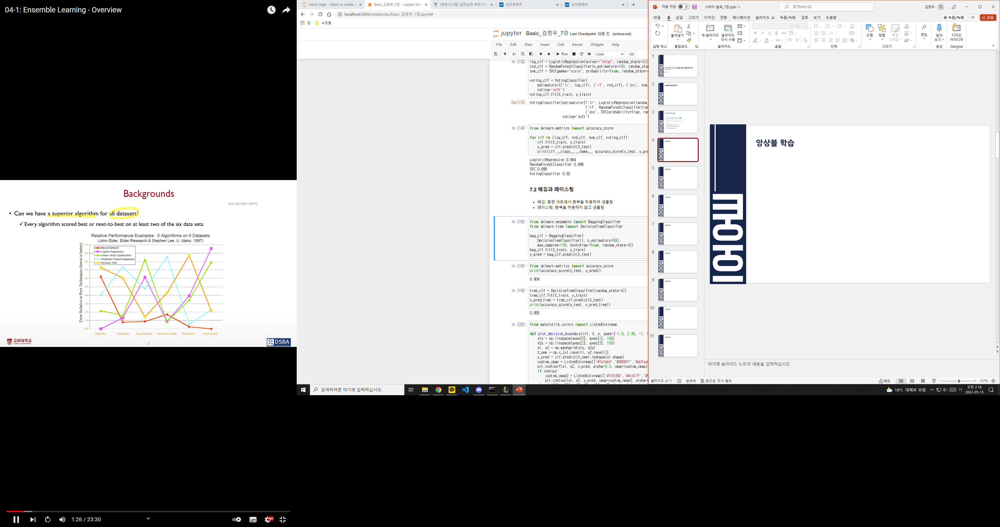 04-1: Ensemble Learning - Overview
Backgrounds
Seni and Elder (2010)
• Can we have a superior algorithm for all datasets?
✓ Every algorithm scored best or next-to-best on at least two of the six data sets.
Relative Performance Examples: 5 Algorithms on 6 Datasets
(John Elder, Elder Research & Stephen Lee, U. Idaho, 1997)
Error Relative to Peer Techniques (lower is better)
Neural Network
Logistic Regression
Linear Vector Quantization
Projection Pursuit Regression
Decision Tree
1.00
.90
.80
.70
.60
.50
.40
.30
.20
.10
.00
Diabetes Gaussian Hypothyroid German Credit Waveform Investment
고려대학교
KOREA UNIVERSITY
2
DSBA
1:26 / 23:30
HD
Home Page - Select or create a
Basic_김정우_7강 - Jupyter Note
[추천시스템] 딥러닝과 추천시스
강의콘텐츠
강의콘텐츠
localhost:8888/notebooks/Basic_김정우_7강.ipynb#
앱 쇼핑몰
jupyter Basic_김정우_7강 Last Checkpoint: 32분 전 (autosaved)
File Edit View Insert Cell Kernel Widgets Help
Run Code
In [13]: log_clf = LogisticRegression(solver="lbfgs", random_state=42)
rnd_clf = RandomForestClassifier(n_estimators=100, random_sta
svm_clf = SVC(gamma="scale", probability=True, random_state=
voting_clf = VotingClassifier(
estimators=[('lr', log_clf), ('rf', rnd_clf), ('svc', svm_
voting='soft')
voting_clf.fit(X_train, y_train)
Out[13]: VotingClassifier(estimators=[('lr', LogisticRegression(random_
('rf', RandomForestClassifier(ran
('svc', SVC(probability=True, ra
voting='soft')
In [14]: from sklearn.metrics import accuracy_score
for clf in (log_clf, rnd_clf, svm_clf, voting_clf):
clf.fit(X_train, y_train)
y_pred = clf.predict(X_test)
print(clf.__class__.__name__, accuracy_score(y_test, y_pre
LogisticRegression 0.864
RandomForestClassifier 0.896
SVC 0.896
VotingClassifier 0.92
7.2 배깅과 페이스팅
• 배깅: 훈련 세트에서 중복을 허용하여 샘플링
• 페이스팅: 중복을 허용하지 않고 샘플링
In [15]: from sklearn.ensemble import BaggingClassifier
from sklearn.tree import DecisionTreeClassifier
bag_clf = BaggingClassifier(
DecisionTreeClassifier(), n_estimators=500,
max_samples=100, bootstrap=True, random_state=42)
bag_clf.fit(X_train, y_train)
y_pred = bag_clf.predict(X_test)
In [16]: from sklearn.metrics import accuracy_score
print(accuracy_score(y_test, y_pred))
0.904
In [19]: tree_clf = DecisionTreeClassifier(random_state=42)
tree_clf.fit(X_train, y_train)
y_pred_tree = tree_clf.predict(X_test)
print(accuracy_score(y_test, y_pred_tree))
0.856
In [20]: from matplotlib.colors import ListedColormap
def plot_decision_boundary(clf, X, y, axes=[-1.5, 2.45, -1, 1
x1s = np.linspace(axes[0], axes[1], 100)
x2s = np.linspace(axes[2], axes[3], 100)
x1, x2 = np.meshgrid(x1s, x2s)
X_new = np.c_[x1.ravel(), x2.ravel()]
y_pred = clf.predict(X_new).reshape(x1.shape)
custom_cmap = ListedColormap(['#fafab0','#9898ff','#a0faa0
plt.contourf(x1, x2, y_pred, alpha=0.3, cmap=custom_cmap)
if contour:
custom_cmap2 = ListedColormap(['#7d7d58','#4c4c7f','#5
plt.contour(x1, x2, y_pred, cmap=custom_cmap2, alpha=
자동 저장 끔 스터디 발표_7장.pptx 검색(Alt+Q) 김정우
파일 홈 삽입 그리기 디자인 전환 애니메이션 슬라이드 쇼 녹음/녹화 검토 보기 도움말 녹음/녹화 공유
붙여넣기
새 슬라이드
슬라이드 다시 사용
20
도형
정렬
빠른 스타일
편집
받아쓰기
디자인 아이디어
실행 취소 클립보드 슬라이드 글꼴 단락 그리기 음성 Designer
1
2
3
4
5
6
7
8
9
10
11
앙상블 학습
여기에 슬라이드 노트의 내용을 입력하십시오
슬라이드 4/11 한국어 접근성: 조사 필요 메모 107%
검색하려면 여기에 입력하십시오.
18°C 대체로 흐림 가 오전 2:16
2022-05-13